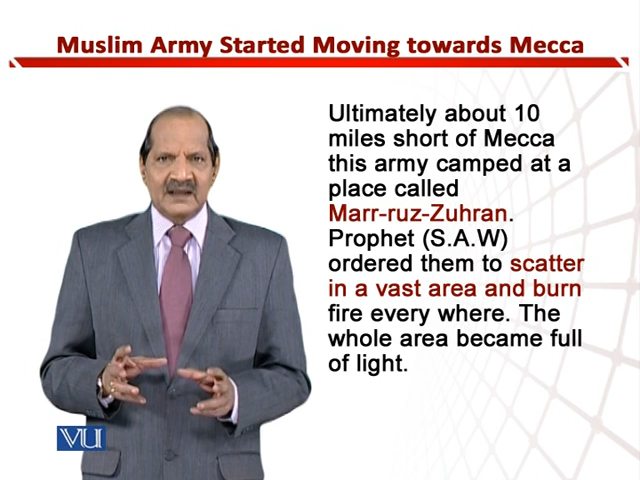 Muslim Army Started Moving towards Mecca
Ultimately about 10
miles short of Mecca
this army camped at a
place called
Marr-ruz-Zuhran.
Prophet (S.A.W)
ordered them to scatter
in a vast area and burn
fire every where. The
whole area became full
of light.
VU